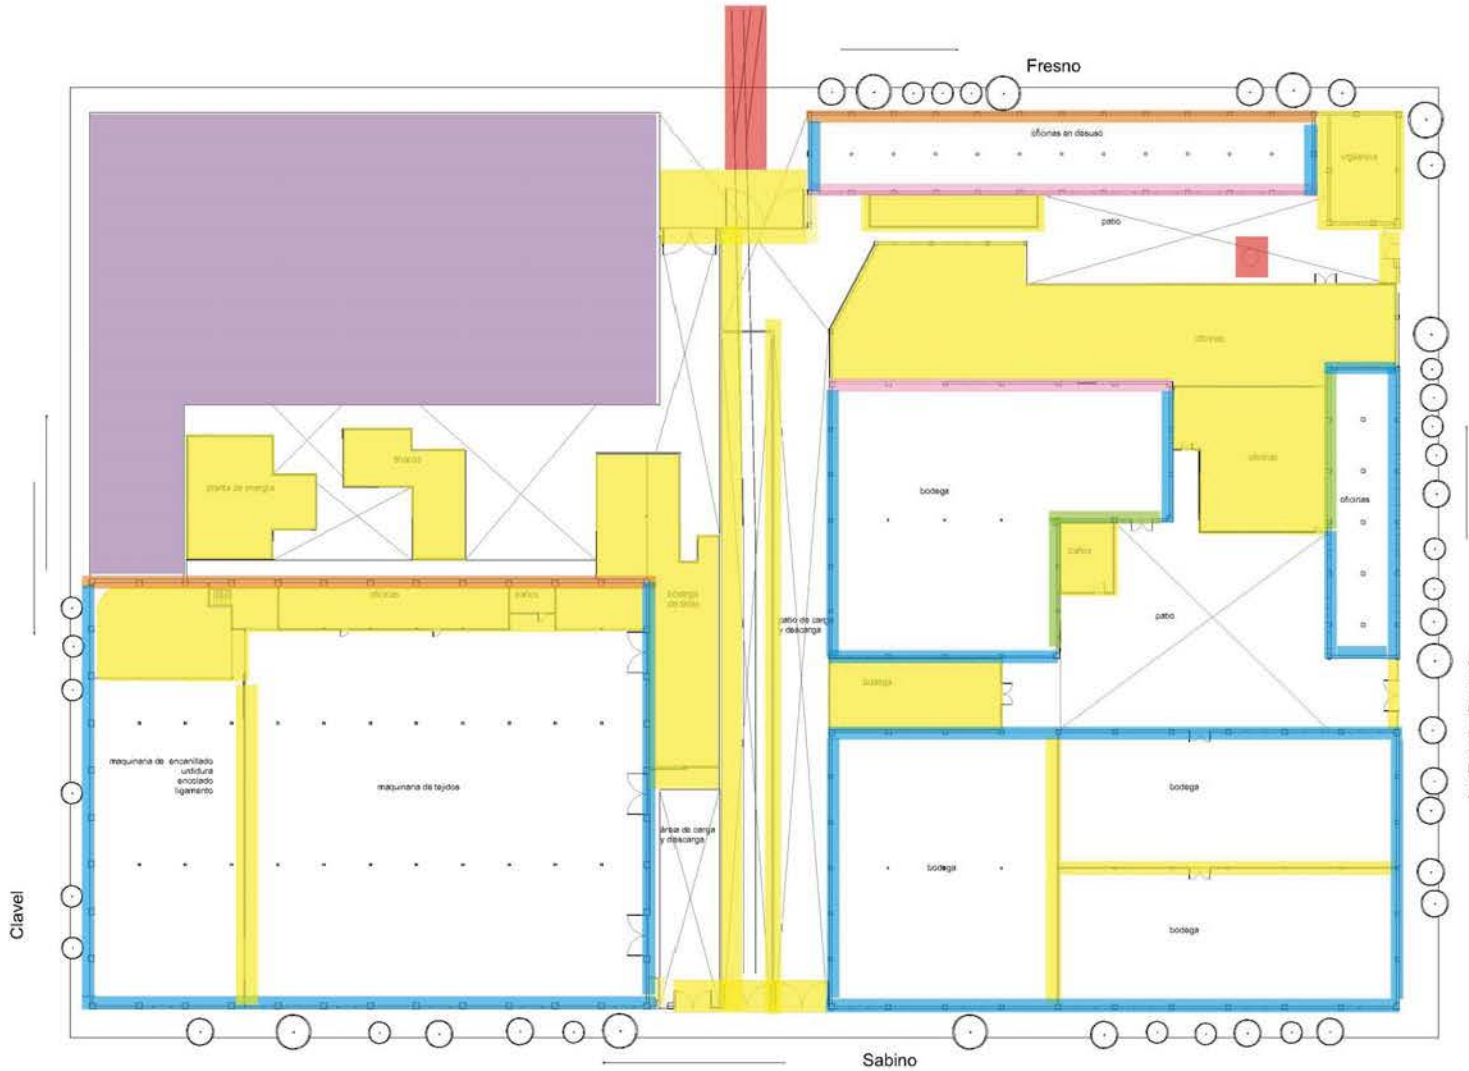 Fresno
oficinas en desuso
vigilancia
patio
oficinas
planta de energía
oficinas
bodega
oficinas
baños
oficinas
baños
bodega
patio de carga
y descarga
patio
bodega
maquinaria de encanillado
urdidura
encolado
ligamento
maquinaria de tejidos
bodega
área de carga
y descarga
bodega
bodega
Clavel
Sabino